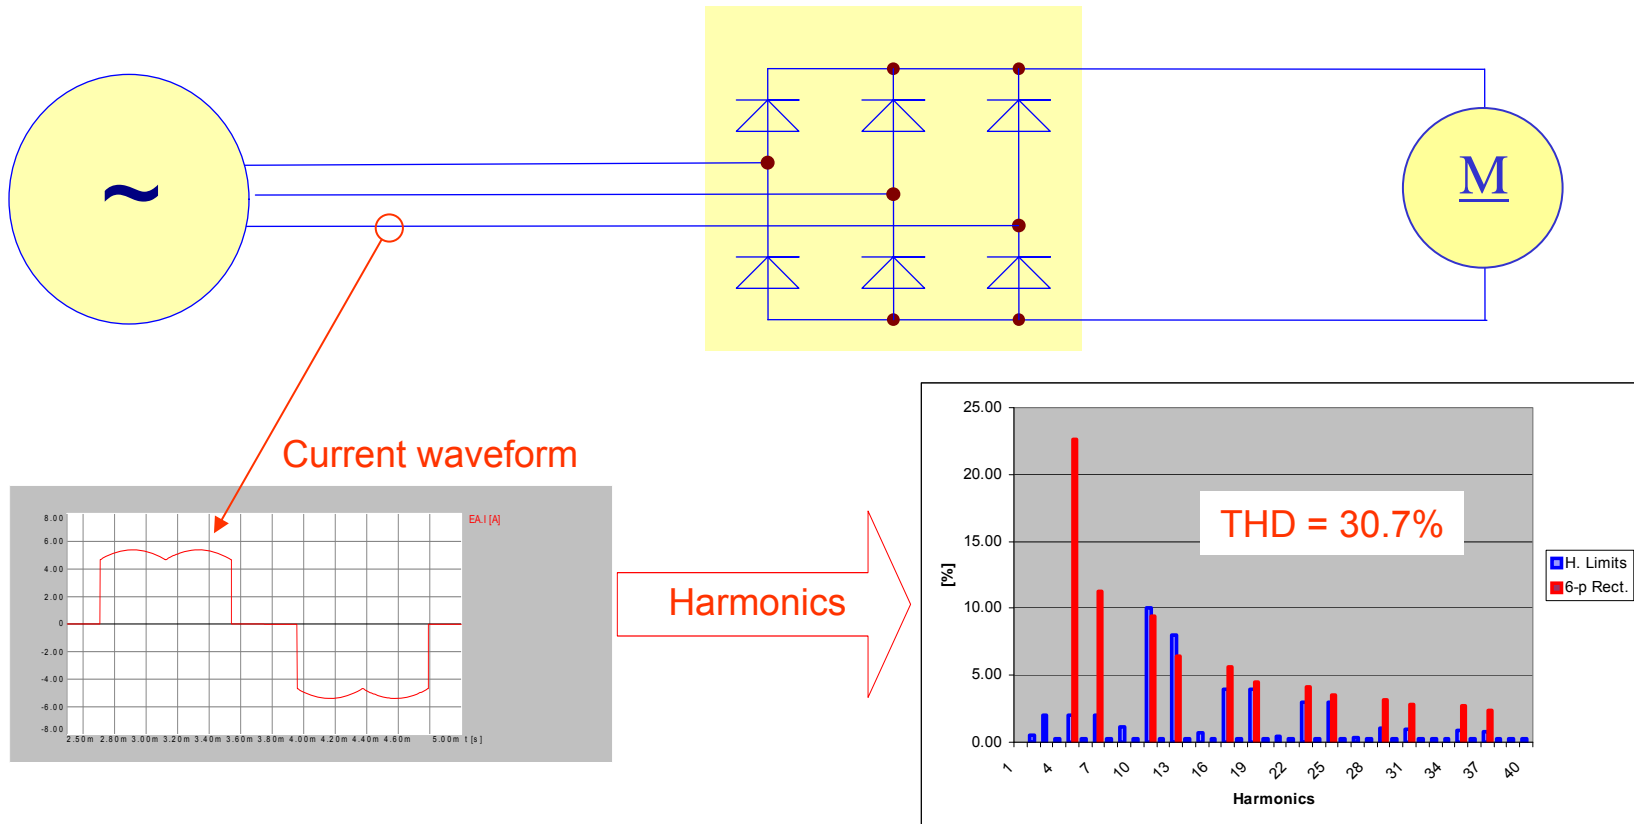 ~
M
Current waveform
EA.I [A]
8.00
6.00
4.00
2.00
0
-2.00
-4.00
-6.00
-8.00
2.50m 2.80m 3.00m 3.20m 3.40m 3.60m 3.80m 4.00m 4.20m 4.40m 4.60m 5.00m t [s]
Harmonics
25.00
20.00
15.00
10.00
5.00
0.00
[%]
THD = 30.7%
H. Limits
6-p Rect.
1 4 7 10 13 16 19 22 25 28 31 34 37 40
Harmonics